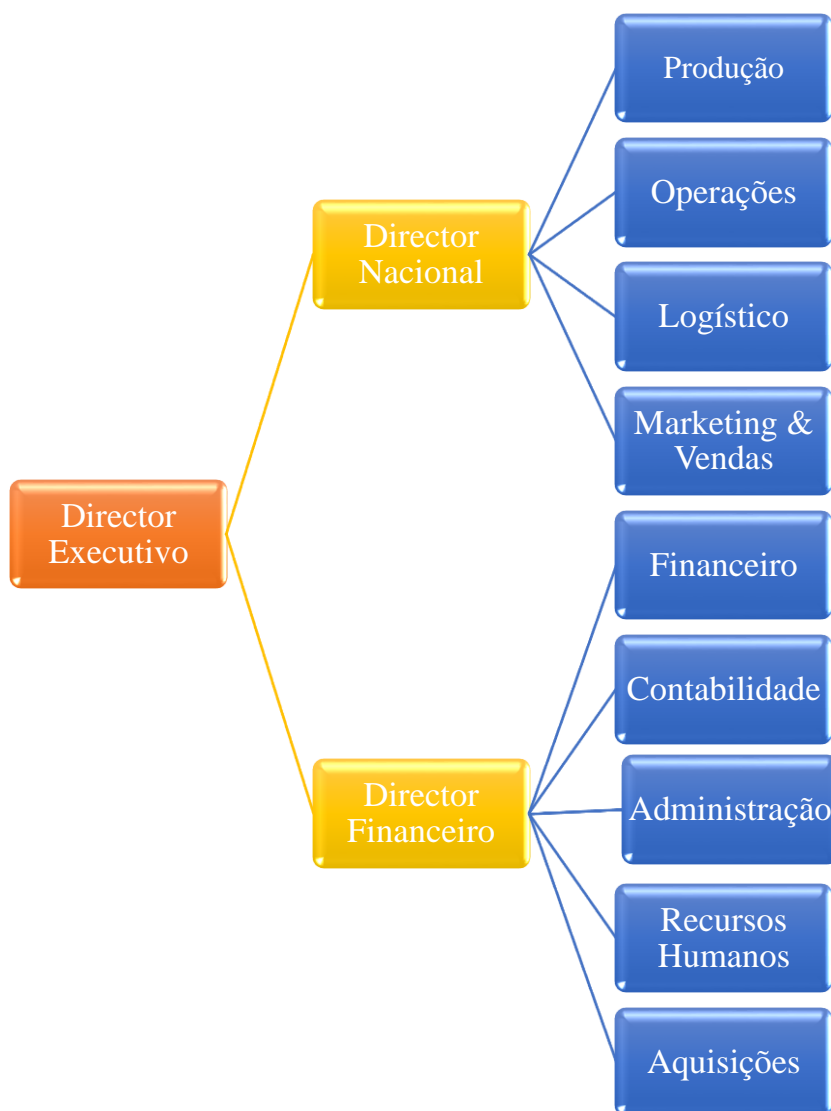 Director
Executivo
Director
Nacional
Produção
Operações
Logístico
Marketing &
Vendas
Director
Financeiro
Financeiro
Contabilidade
Administração
Recursos
Humanos
Aquisições